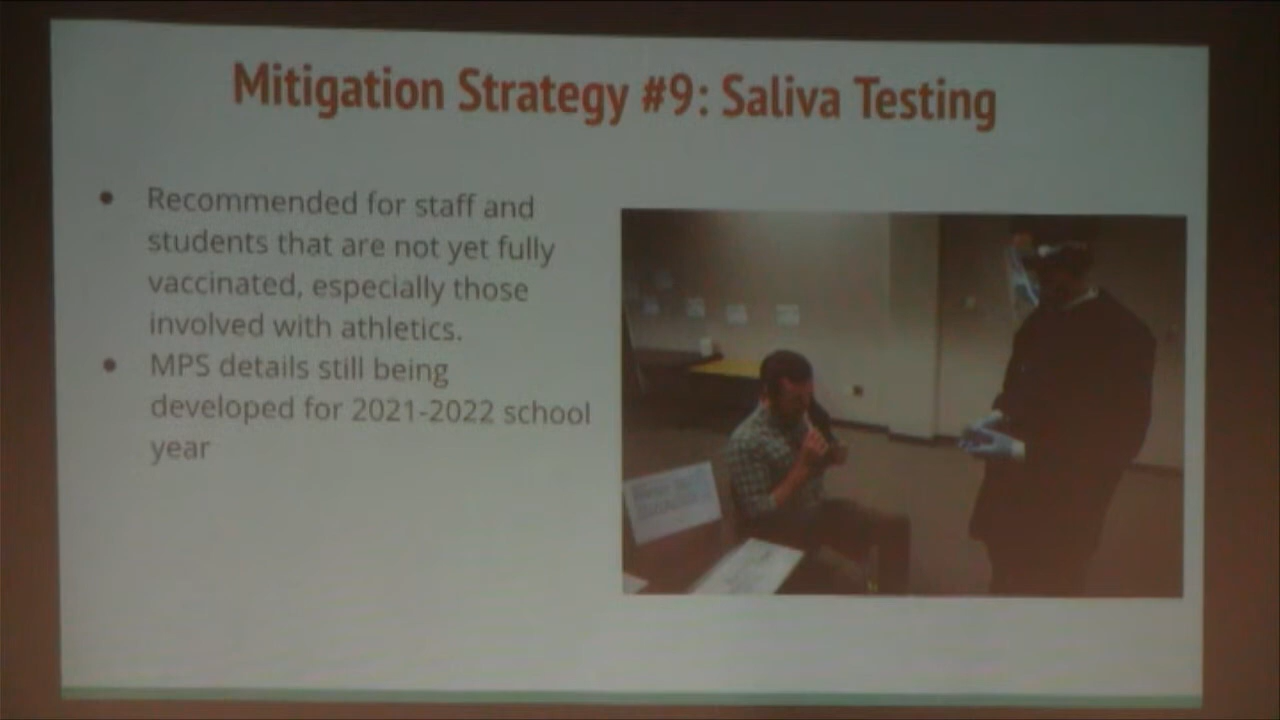 Mitigation Strategy #9: Saliva Testing
● Recommended for staff and
students that are not yet fully
vaccinated, especially those
involved with athletics.
● MPS details still being
developed for 2021-2022 school
year